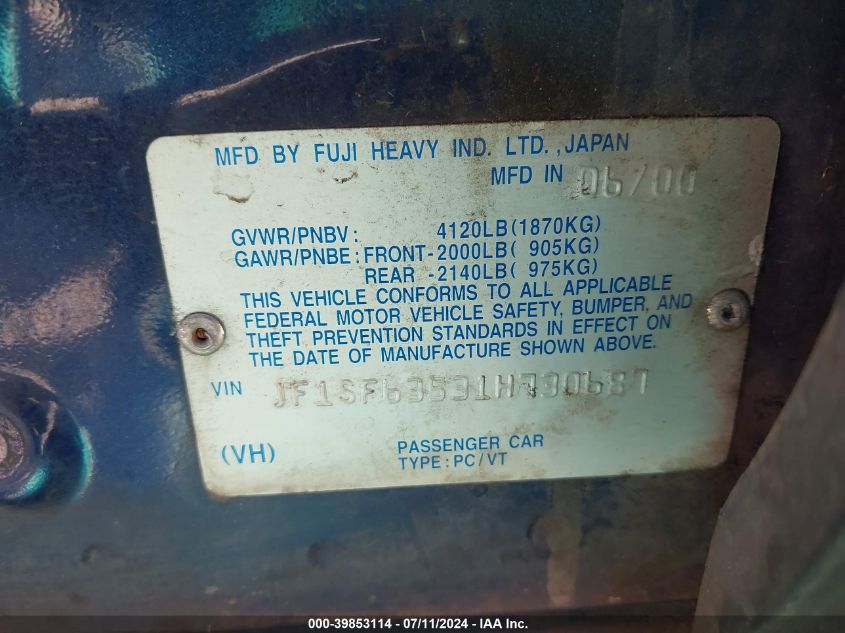 MFD BY FUJI HEAVY IND. LTD., JAPAN
MFD IN 06/00
GVWR/PNBV: 4120LB(1870KG)
GAWR/PNBE: FRONT-2000LB( 905KG)
REAR -2140LB( 975KG)
THIS VEHICLE CONFORMS TO ALL APPLICABLE
FEDERAL MOTOR VEHICLE SAFETY, BUMPER, AND
THEFT PREVENTION STANDARDS IN EFFECT ON
THE DATE OF MANUFACTURE SHOWN ABOVE.
VIN JF1SF63531H730687
(VH) PASSENGER CAR
TYPE: PC/VT
000-39853114 - 07/11/2024 - IAA Inc.